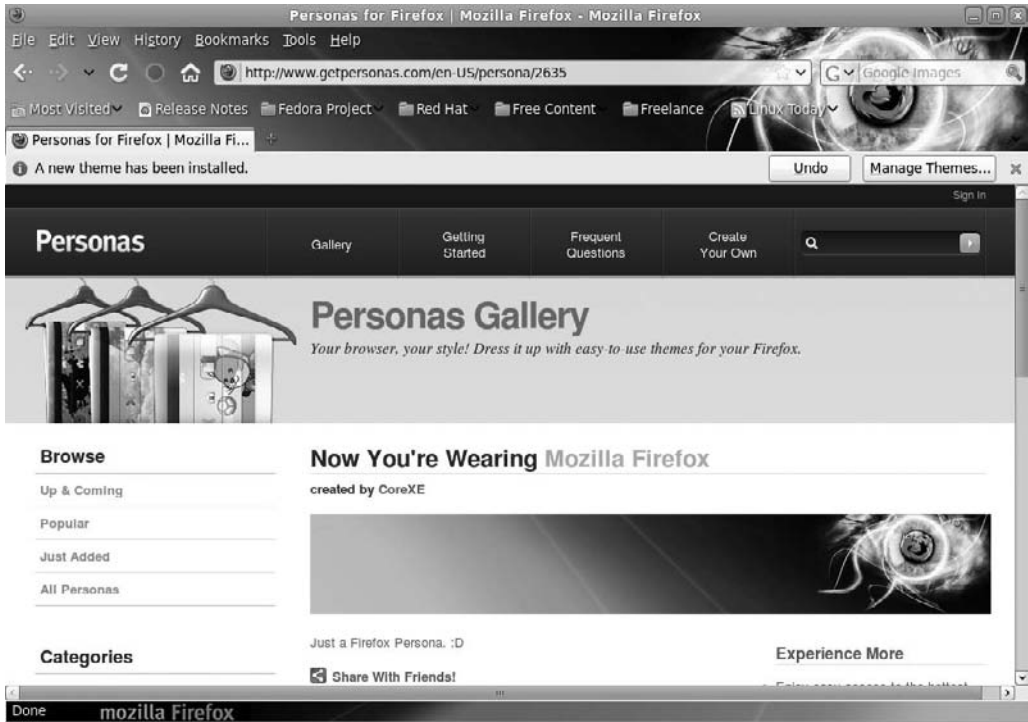 Personas for Firefox | Mozilla Firefox - Mozilla Firefox
File Edit View History Bookmarks Tools Help
http://www.getpersonas.com/en-US/persona/2635
G Google Images
Most Visited Release Notes Fedora Project Red Hat Free Content Freelance Linux Today
Personas for Firefox | Mozilla Fi...
A new theme has been installed.
Undo
Manage Themes...
Sign In
Personas
Gallery
Getting Started
Frequent Questions
Create Your Own
Personas Gallery
Your browser, your style! Dress it up with easy-to-use themes for your Firefox.
Browse
Up & Coming
Popular
Just Added
All Personas
Categories
Now You're Wearing Mozilla Firefox
created by CoreXE
Just a Firefox Persona. :D
Share With Friends!
Experience More
Done
mozilla Firefox